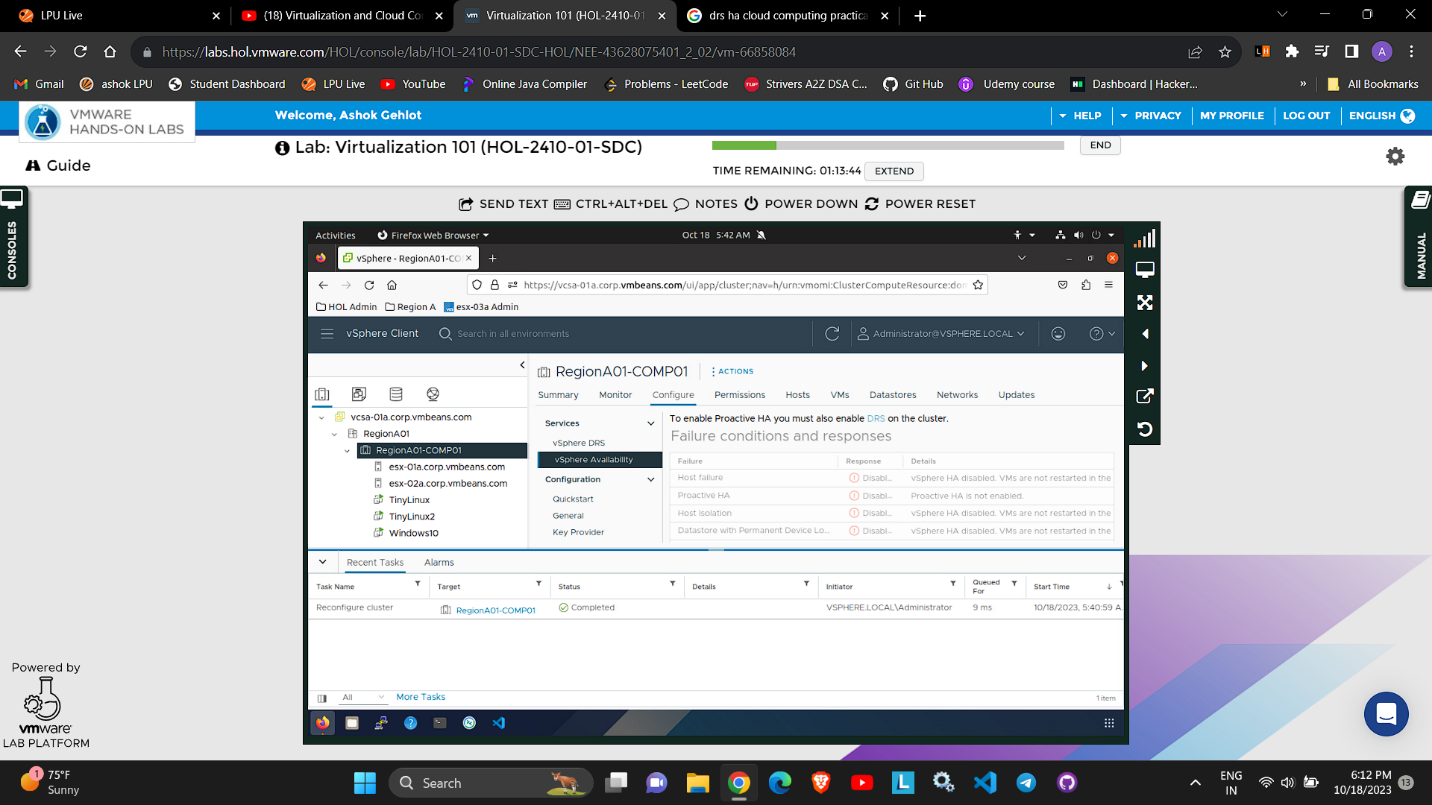 LPU Live
(18) Virtualization and Cloud Co
Virtualization 101 (HOL-2410-01
drs ha cloud computing practica
https://labs.hol.vmware.com/HOL/console/lab/HOL-2410-01-SDC-HOL/NEE-43628075401_2_02/vm-66858084
Gmail ashok LPU Student Dashboard LPU Live YouTube Online Java Compiler Problems - LeetCode Strivers A2Z DSA C... Git Hub Udemy course Dashboard | Hacker... » All Bookmarks
VMWARE
HANDS-ON LABS
Welcome, Ashok Gehlot
HELP PRIVACY MY PROFILE LOG OUT ENGLISH
Guide
Lab: Virtualization 101 (HOL-2410-01-SDC)
END
TIME REMAINING: 01:13:44 EXTEND
CONSOLES
MANUAL
SEND TEXT CTRL+ALT+DEL NOTES POWER DOWN POWER RESET
Activities Firefox Web Browser Oct 18 5:42 AM
vSphere - RegionA01-CO
https://vcsa-01a.corp.vmbeans.com/ui/app/cluster;nav=h/urn:vmomi:ClusterComputeResource:dom
HOL Admin Region A esx-03a Admin
vSphere Client Search in all environments Administrator@VSPHERE.LOCAL
vcsa-01a.corp.vmbeans.com
RegionA01
RegionA01-COMP01
esx-01a.corp.vmbeans.com
esx-02a.corp.vmbeans.com
TinyLinux
TinyLinux2
Windows10
RegionA01-COMP01 ACTIONS
Summary Monitor Configure Permissions Hosts VMs Datastores Networks Updates
Services
vSphere DRS
vSphere Availability
Configuration
Quickstart
General
Key Provider
To enable Proactive HA you must also enable DRS on the cluster.
Failure conditions and responses
Failure Response Details
Host failure Disabl... vSphere HA disabled. VMs are not restarted in the
Proactive HA Disabl... Proactive HA is not enabled.
Host isolation Disabl... vSphere HA disabled. VMs are not restarted in the
Datastore with Permanent Device Lo... Disabl... vSphere HA disabled. VMs are not restarted in the
Recent Tasks Alarms
Task Name Target Status Details Initiator Queued For Start Time
Reconfigure cluster RegionA01-COMP01 Completed VSPHERE.LOCAL\Administrator 9 ms 10/18/2023, 5:40:59 A.
All More Tasks 1 item
Powered by
vmware
LAB PLATFORM
1
75°F
Sunny
Search
ENG
IN
6:12 PM
10/18/2023
13